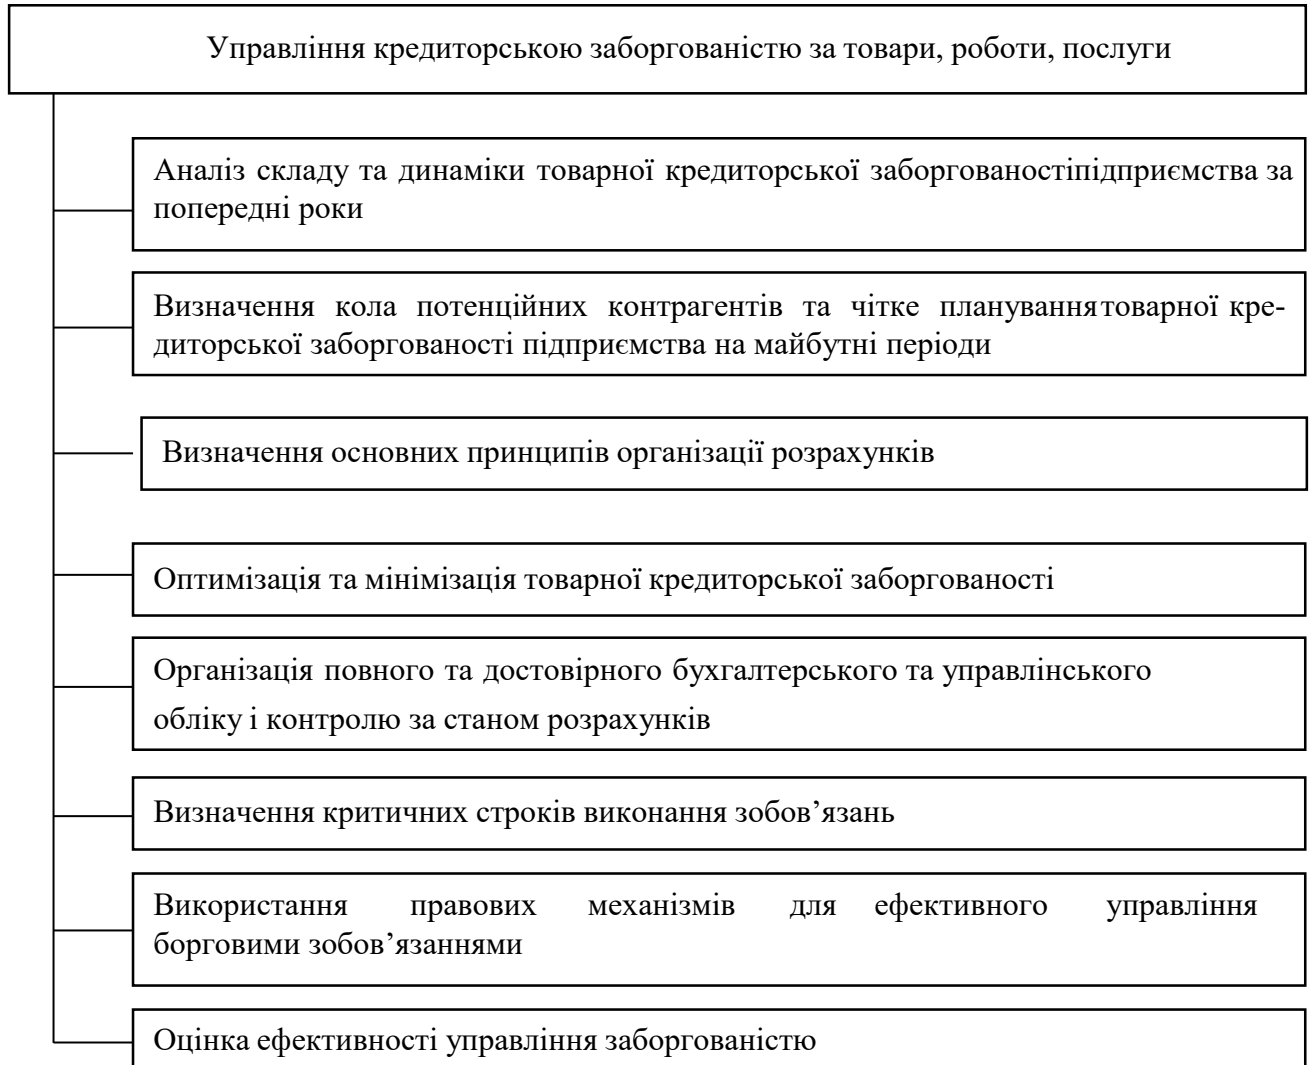 Управління кредиторською заборгованістю за товари, роботи, послуги
Аналіз складу та динаміки товарної кредиторської заборгованостіпідприємства за
попередні роки
Визначення кола потенційних контрагентів та чітке плануваннятоварної кре-
диторської заборгованості підприємства на майбутні періоди
Визначення основних принципів організації розрахунків
Оптимізація та мінімізація товарної кредиторської заборгованості
Організація повного та достовірного бухгалтерського та управлінського
обліку і контролю за станом розрахунків
Визначення критичних строків виконання зобов’язань
Використання правових механізмів для ефективного управління
борговими зобов’язаннями
Оцінка ефективності управління заборгованістю